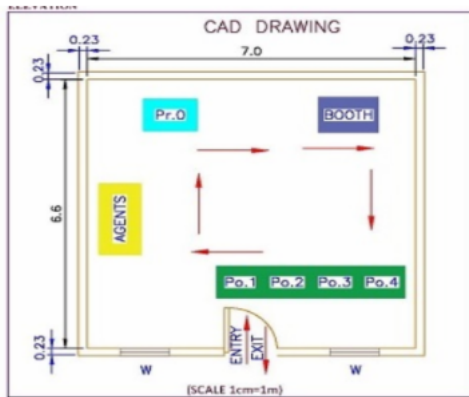 ELEVATION
CAD DRAWING
0.23
7.0
0.23
0.23
Pr.O
BOOTH
AGENTS
6.6
Po.1 Po.2 Po.3 Po.4
0.23
ENTRY
EXIT
W
W
(SCALE 1cm=1m)